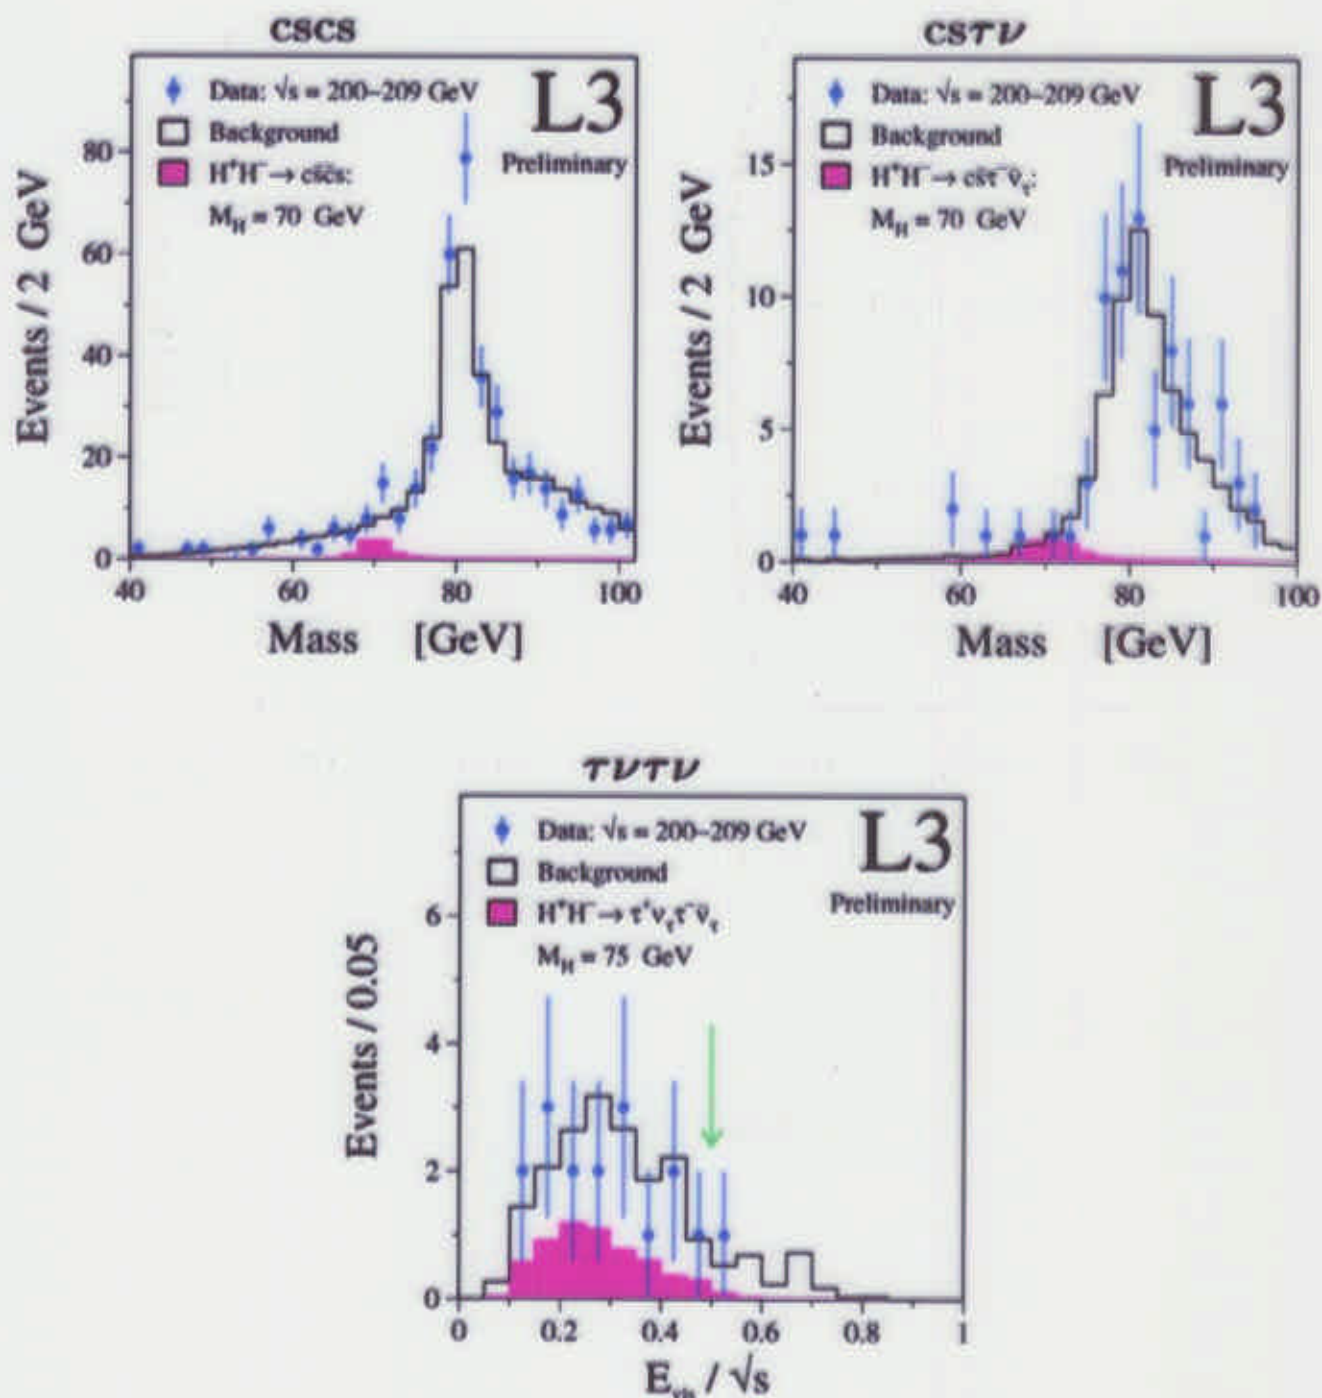 cscs
L3
Preliminary
Data: √s = 200–209 GeV
Background
H⁺H⁻ → cs̄c̄s:
M_H = 70 GeV
Events / 2 GeV
80
60
40
20
0
40 60 80 100
Mass [GeV]
csτν
L3
Preliminary
Data: √s = 200–209 GeV
Background
H⁺H⁻ → cs̄τ⁻ν̄_τ:
M_H = 70 GeV
Events / 2 GeV
15
10
5
0
40 60 80 100
Mass [GeV]
τντν
L3
Preliminary
Data: √s = 200–209 GeV
Background
H⁺H⁻ → τ⁺ν_ττ⁻ν̄_τ
M_H = 75 GeV
Events / 0.05
6
4
2
0
0 0.2 0.4 0.6 0.8 1
E_vis / √s